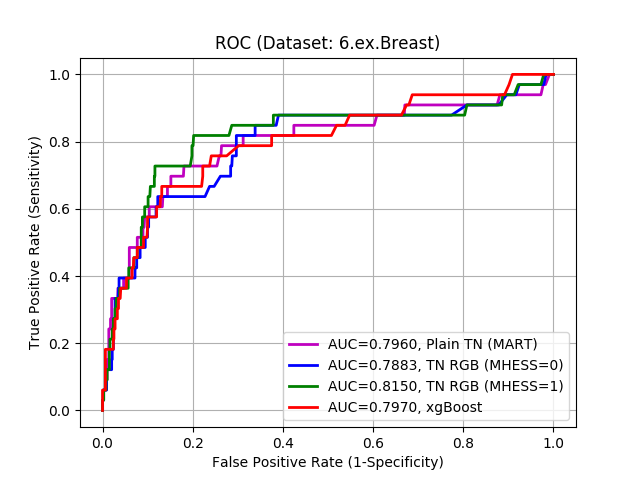 ROC (Dataset: 6.ex.Breast)
True Positive Rate (Sensitivity)
1.0
0.8
0.6
0.4
0.2
0.0
AUC=0.7960, Plain TN (MART)
AUC=0.7883, TN RGB (MHESS=0)
AUC=0.8150, TN RGB (MHESS=1)
AUC=0.7970, xgBoost
0.0 0.2 0.4 0.6 0.8 1.0
False Positive Rate (1-Specificity)